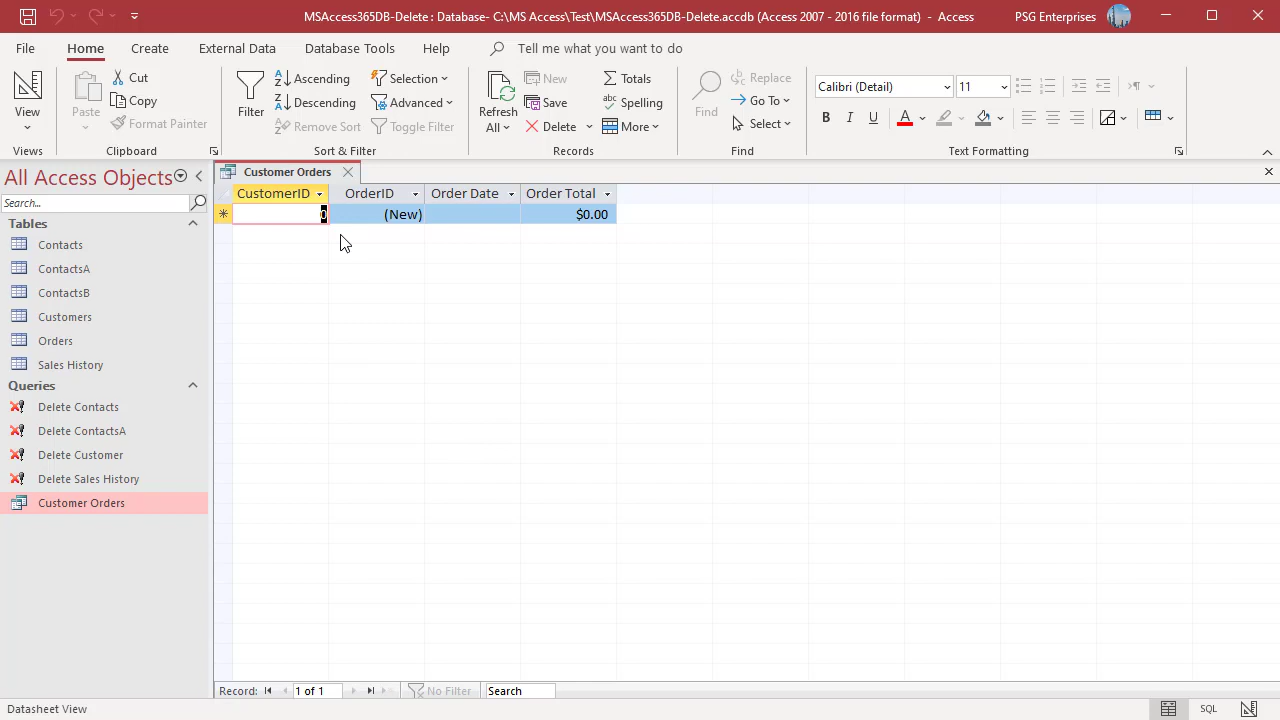 MSAccess365DB-Delete : Database- C:\MS Access\Test\MSAccess365DB-Delete.accdb (Access 2007 - 2016 file format) - Access
PSG Enterprises
File Home Create External Data Database Tools Help Tell me what you want to do
View
Views
Paste
Cut
Copy
Format Painter
Clipboard
Filter
Ascending
Descending
Remove Sort
Selection
Advanced
Toggle Filter
Sort & Filter
Refresh
All
New
Save
Delete
Totals
Spelling
More
Records
Find
Replace
Go To
Select
Find
Calibri (Detail)
11
Text Formatting
All Access Objects
Search...
Tables
Contacts
ContactsA
ContactsB
Customers
Orders
Sales History
Queries
Delete Contacts
Delete ContactsA
Delete Customer
Delete Sales History
Customer Orders
Customer Orders
CustomerID OrderID Order Date Order Total
0 (New) $0.00
Record: 1 of 1 No Filter Search
Datasheet View
SQL